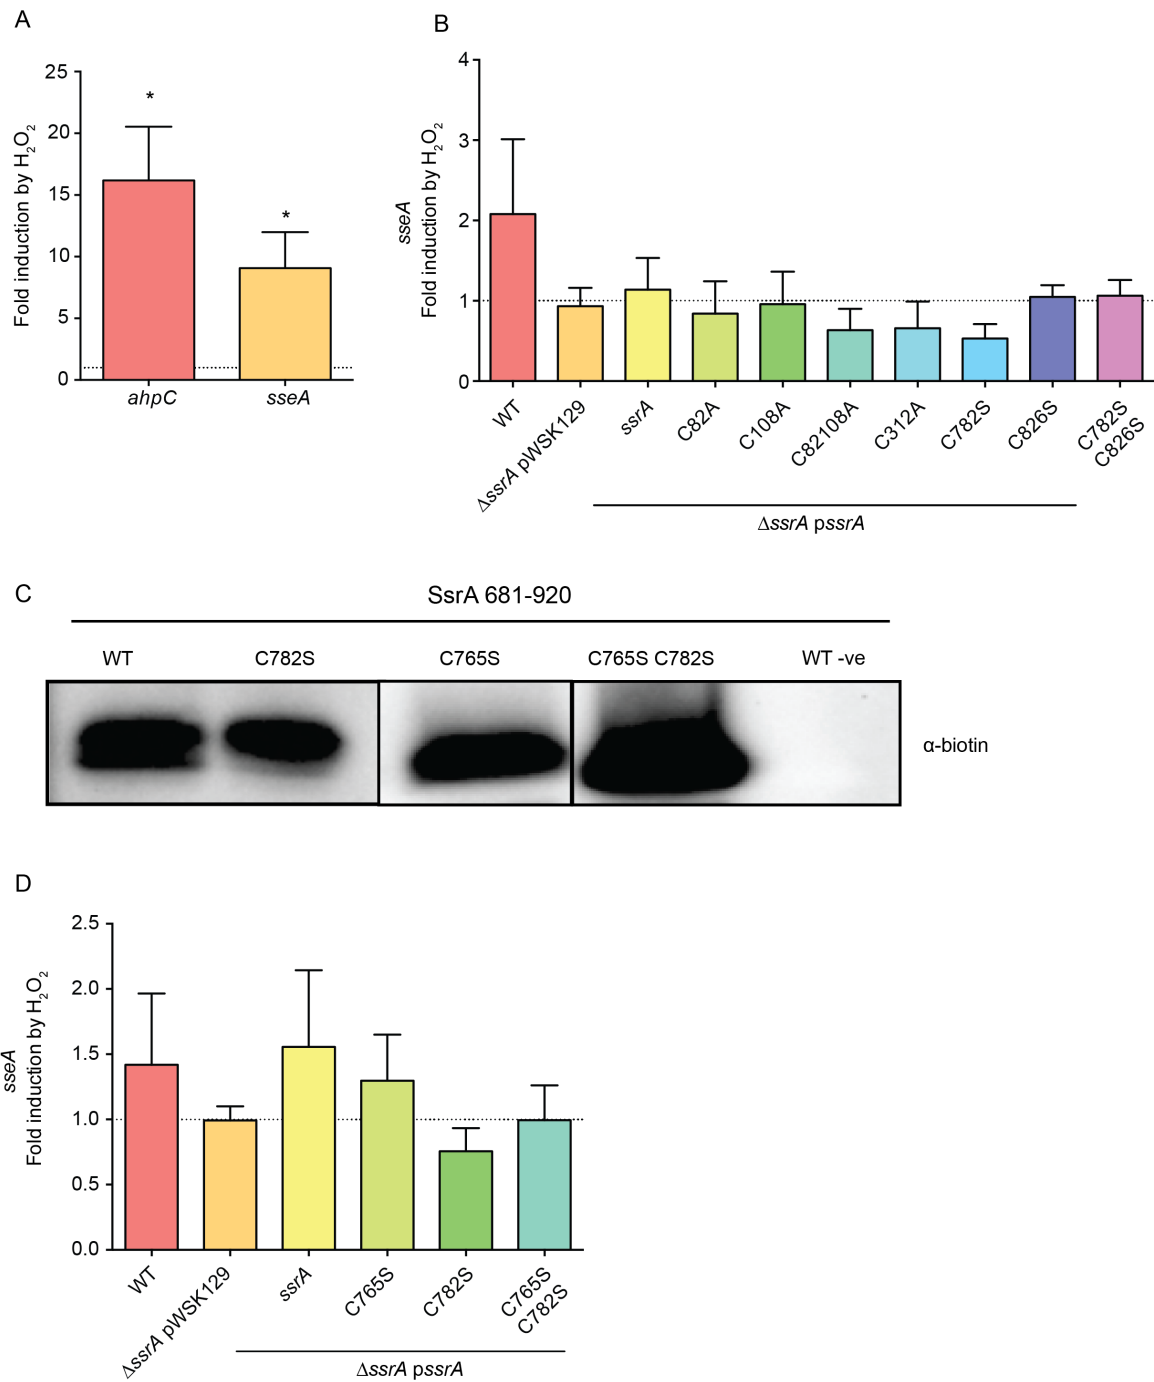 A
Fold induction by H2O2
25
20
15
10
5
0
*
*
ahpC
sseA
B
sseA
Fold induction by H2O2
4
3
2
1
0
WT
ΔssrA pWSK129
ssrA
C82A
C108A
C82108A
C312A
C782S
C826S
C782S
C826S
ΔssrA pssrA
C
SsrA 681-920
WT
C782S
C765S
C765S C782S
WT -ve
α-biotin
D
sseA
Fold induction by H2O2
2.5
2.0
1.5
1.0
0.5
0.0
WT
ΔssrA pWSK129
ssrA
C765S
C782S
C765S
C782S
ΔssrA pssrA